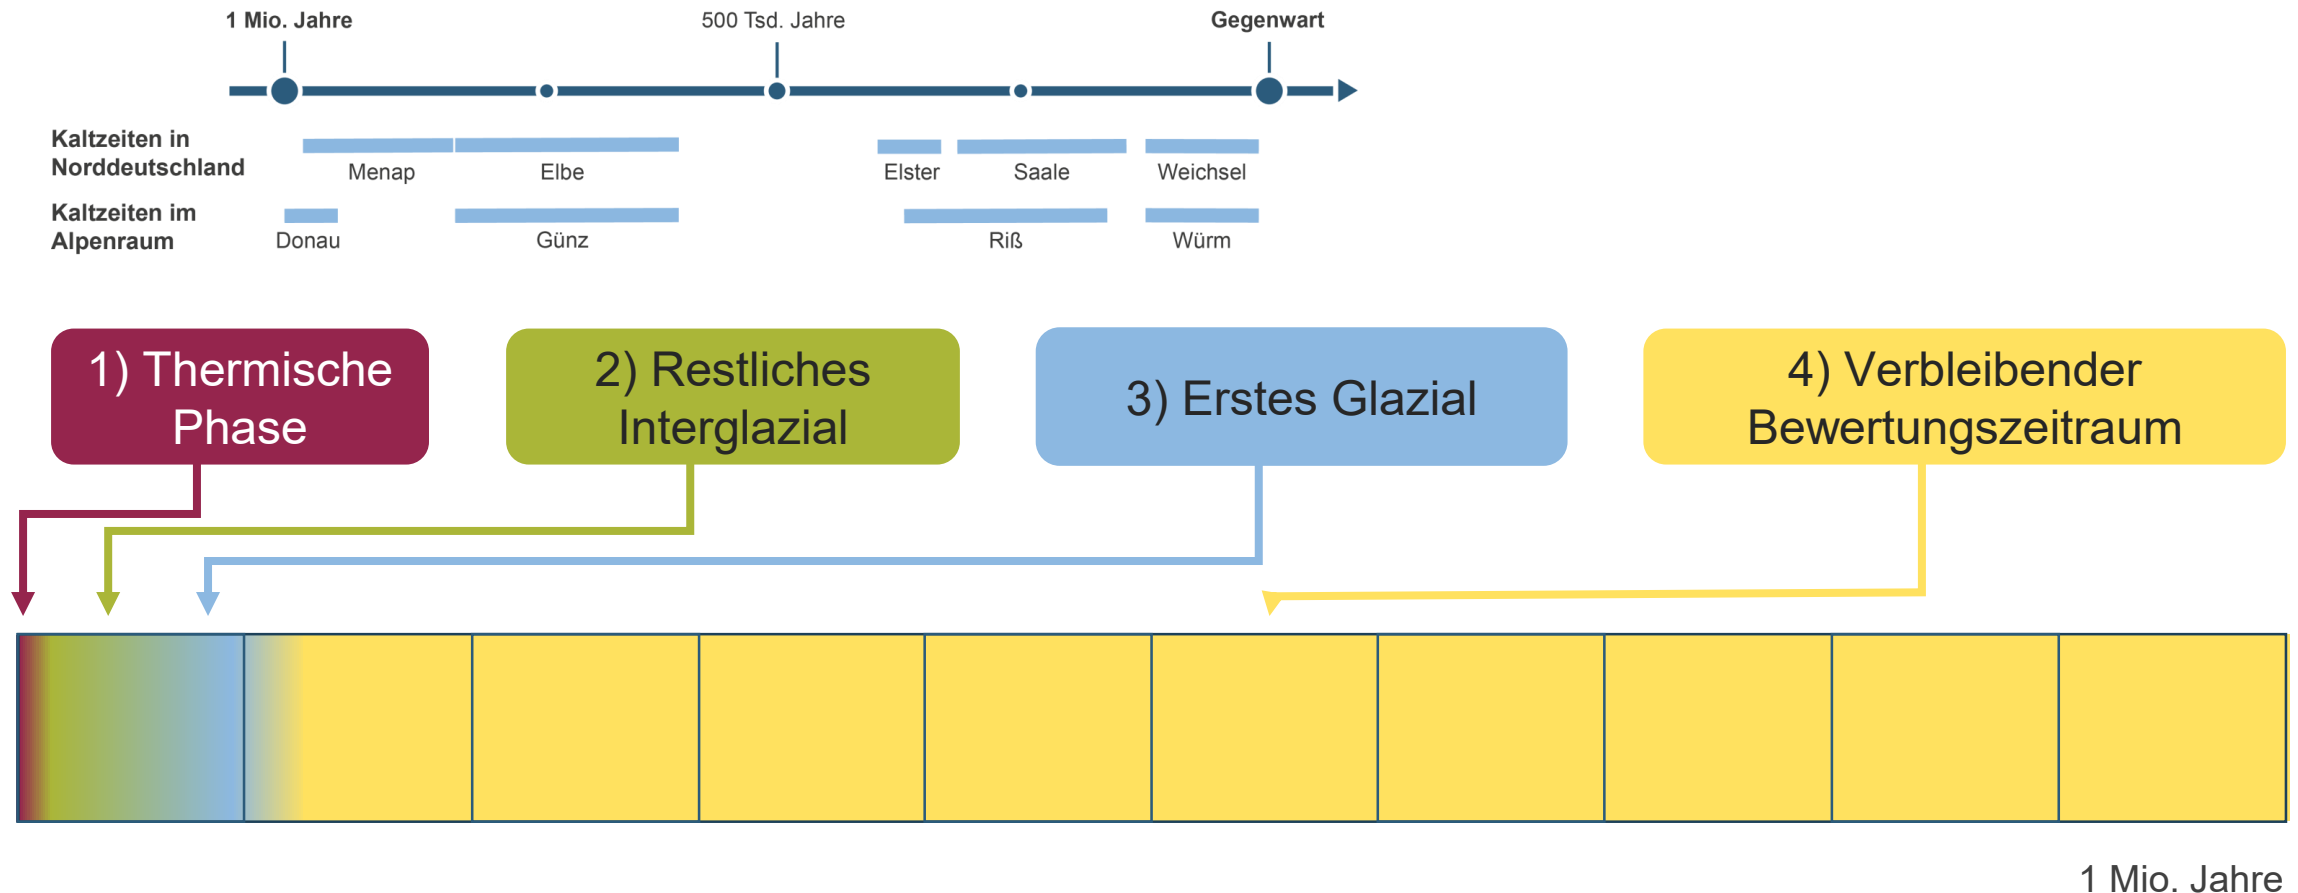 1 Mio. Jahre
500 Tsd. Jahre
Gegenwart
Kaltzeiten in
Norddeutschland
Menap
Elbe
Elster
Saale
Weichsel
Kaltzeiten im
Alpenraum
Donau
Günz
Riß
Würm
1) Thermische
Phase
2) Restliches
Interglazial
3) Erstes Glazial
4) Verbleibender
Bewertungszeitraum
1 Mio. Jahre